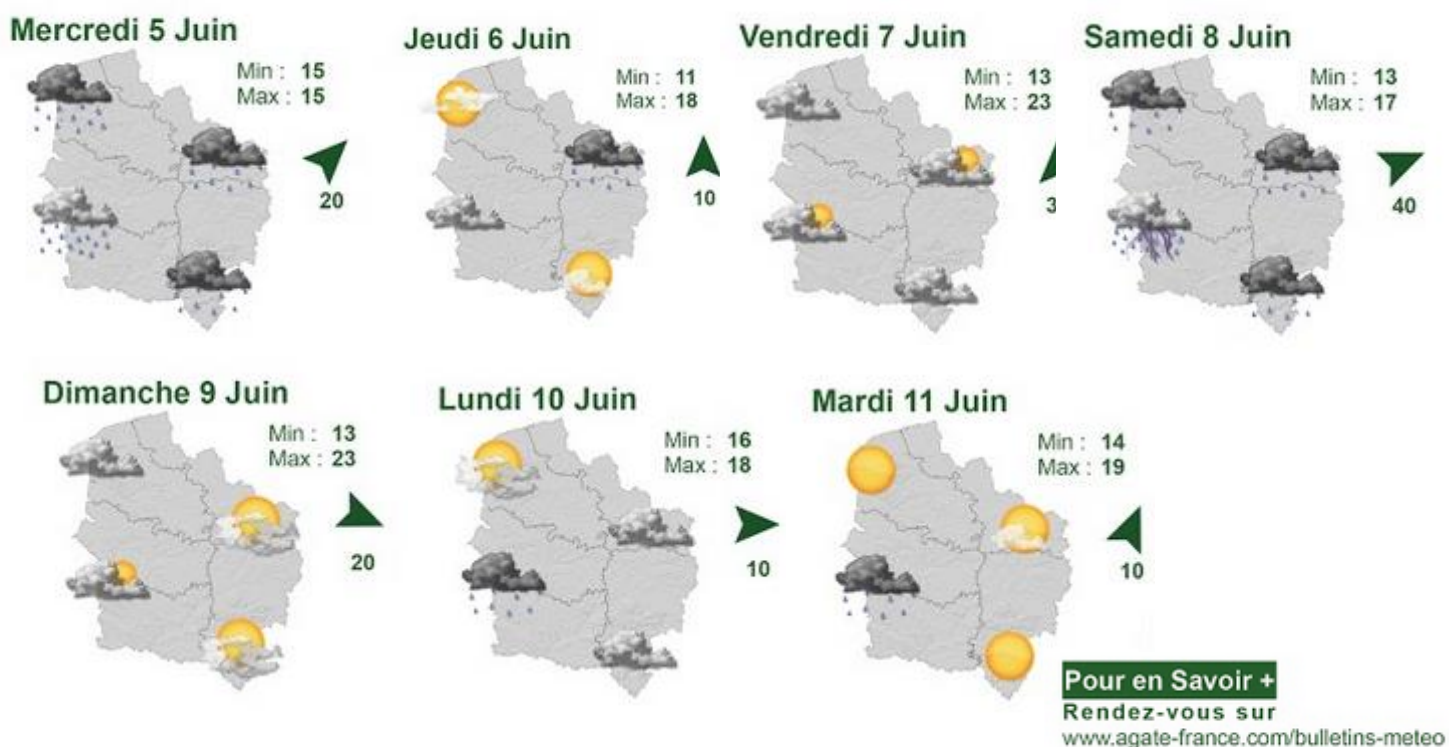 Mercredi 5 Juin
Min : 15
Max : 15
20
Jeudi 6 Juin
Min : 11
Max : 18
10
Vendredi 7 Juin
Min : 13
Max : 23
3
Samedi 8 Juin
Min : 13
Max : 17
40
Dimanche 9 Juin
Min : 13
Max : 23
20
Lundi 10 Juin
Min : 16
Max : 18
10
Mardi 11 Juin
Min : 14
Max : 19
10
Pour en Savoir +
Rendez-vous sur
www.agate-france.com/bulletins-meteo